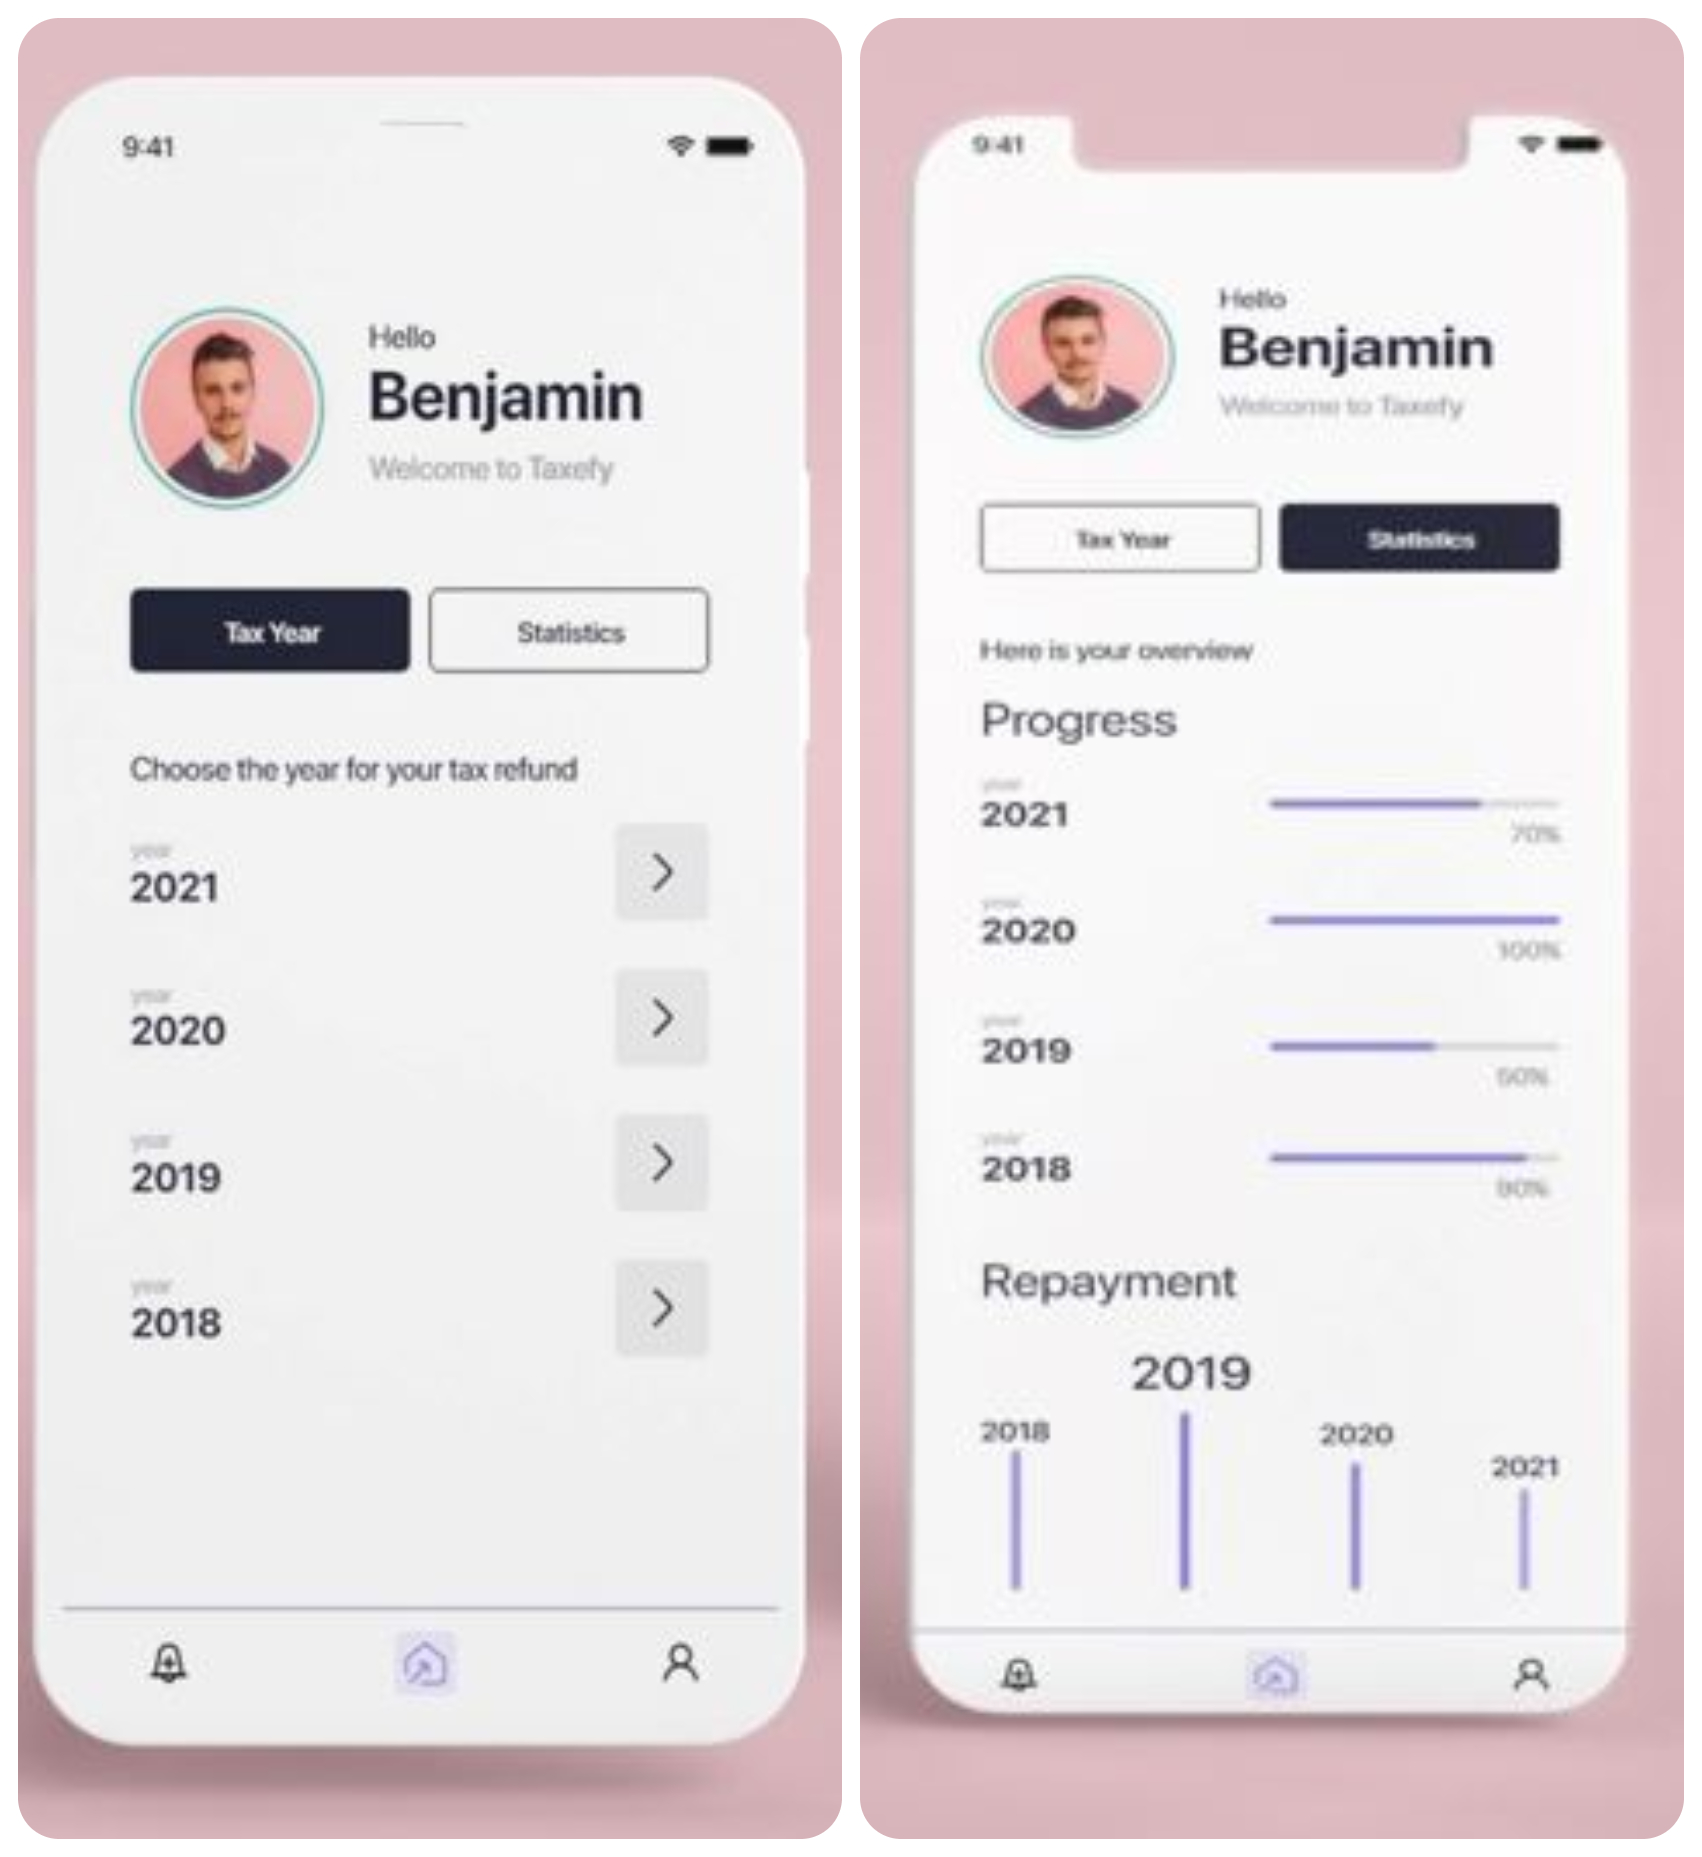 9:41
Hello
Benjamin
Welcome to Taxefy
Tax Year
Statistics
Choose the year for your tax refund
year
2021
year
2020
year
2019
year
2018
9:41
Hello
Benjamin
Welcome to Taxefy
Tax Year
Statistics
Here is your overview
Progress
year
2021
70%
year
2020
100%
year
2019
year
2018
90%
Repayment
2019
2018
2020
2021